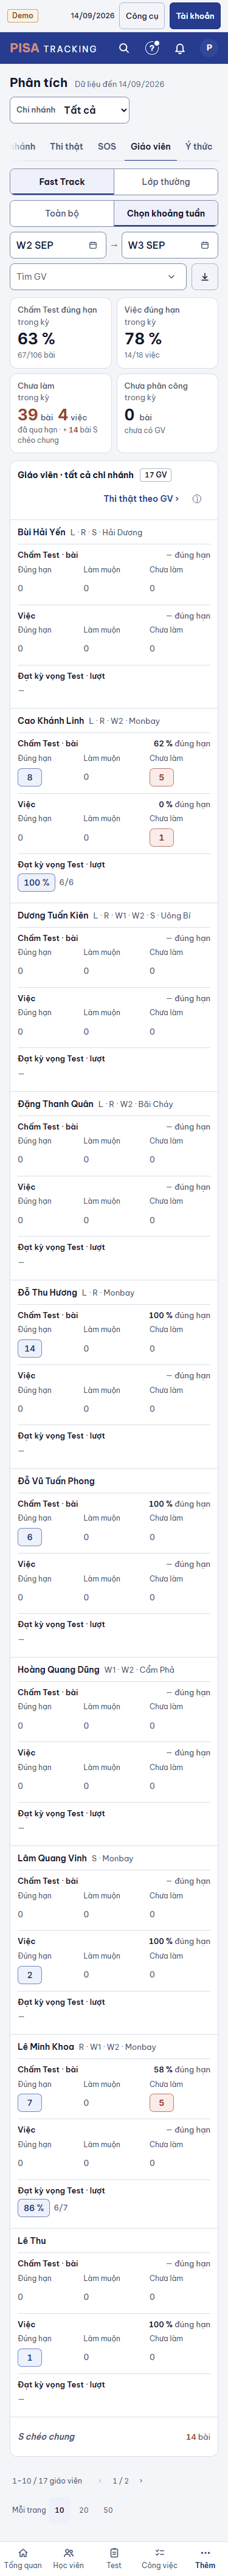 Demo 14/09/2026 Công cụ Tài khoản
PISA TRACKING ? P
Phân tích Dữ liệu đến 14/09/2026
Chi nhánh Tất cả
nhánh Thi thật SOS Giáo viên Ý thức
Fast Track Lớp thường
Toàn bộ Chọn khoảng tuần
W2 SEP → W3 SEP
Tìm GV
Chấm Test đúng hạn
trong kỳ
63 %
67/106 bài
Việc đúng hạn
trong kỳ
78 %
14/18 việc
Chưa làm
trong kỳ
39 bài 4 việc
đã quá hạn · + 14 bài S
chéo chung
Chưa phân công
trong kỳ
0 bài
chưa có GV
Giáo viên · tất cả chi nhánh 17 GV
Thi thật theo GV ›
Bùi Hải Yến L · R · S · Hải Dương
Chấm Test · bài — đúng hạn
Đúng hạn Làm muộn Chưa làm
0 0 0
Việc — đúng hạn
Đúng hạn Làm muộn Chưa làm
0 0 0
Đạt kỳ vọng Test · lượt
—
Cao Khánh Linh L · R · W2 · Monbay
Chấm Test · bài 62 % đúng hạn
Đúng hạn Làm muộn Chưa làm
8 0 5
Việc 0 % đúng hạn
Đúng hạn Làm muộn Chưa làm
0 0 1
Đạt kỳ vọng Test · lượt
100 % 6/6
Dương Tuấn Kiên L · R · W1 · W2 · S · Uông Bí
Chấm Test · bài — đúng hạn
Đúng hạn Làm muộn Chưa làm
0 0 0
Việc — đúng hạn
Đúng hạn Làm muộn Chưa làm
0 0 0
Đạt kỳ vọng Test · lượt
—
Đặng Thanh Quân L · R · W2 · Bãi Cháy
Chấm Test · bài — đúng hạn
Đúng hạn Làm muộn Chưa làm
0 0 0
Việc — đúng hạn
Đúng hạn Làm muộn Chưa làm
0 0 0
Đạt kỳ vọng Test · lượt
—
Đỗ Thu Hương L · R · Monbay
Chấm Test · bài 100 % đúng hạn
Đúng hạn Làm muộn Chưa làm
14 0 0
Việc — đúng hạn
Đúng hạn Làm muộn Chưa làm
0 0 0
Đạt kỳ vọng Test · lượt
—
Đỗ Vũ Tuấn Phong
Chấm Test · bài 100 % đúng hạn
Đúng hạn Làm muộn Chưa làm
6 0 0
Việc — đúng hạn
Đúng hạn Làm muộn Chưa làm
0 0 0
Đạt kỳ vọng Test · lượt
—
Hoàng Quang Dũng W1 · W2 · Cẩm Phả
Chấm Test · bài — đúng hạn
Đúng hạn Làm muộn Chưa làm
0 0 0
Việc — đúng hạn
Đúng hạn Làm muộn Chưa làm
0 0 0
Đạt kỳ vọng Test · lượt
—
Lâm Quang Vinh S · Monbay
Chấm Test · bài — đúng hạn
Đúng hạn Làm muộn Chưa làm
0 0 0
Việc 100 % đúng hạn
Đúng hạn Làm muộn Chưa làm
2 0 0
Đạt kỳ vọng Test · lượt
—
Lê Minh Khoa R · W1 · W2 · Monbay
Chấm Test · bài 58 % đúng hạn
Đúng hạn Làm muộn Chưa làm
7 0 5
Việc — đúng hạn
Đúng hạn Làm muộn Chưa làm
0 0 0
Đạt kỳ vọng Test · lượt
86 % 6/7
Lê Thu
Chấm Test · bài — đúng hạn
Đúng hạn Làm muộn Chưa làm
0 0 0
Việc 100 % đúng hạn
Đúng hạn Làm muộn Chưa làm
1 0 0
Đạt kỳ vọng Test · lượt
—
S chéo chung 14 bài
1–10 / 17 giáo viên ‹ 1 / 2 ›
Mỗi trang 10 20 50
Tổng quan Học viên Test Công việc Thêm